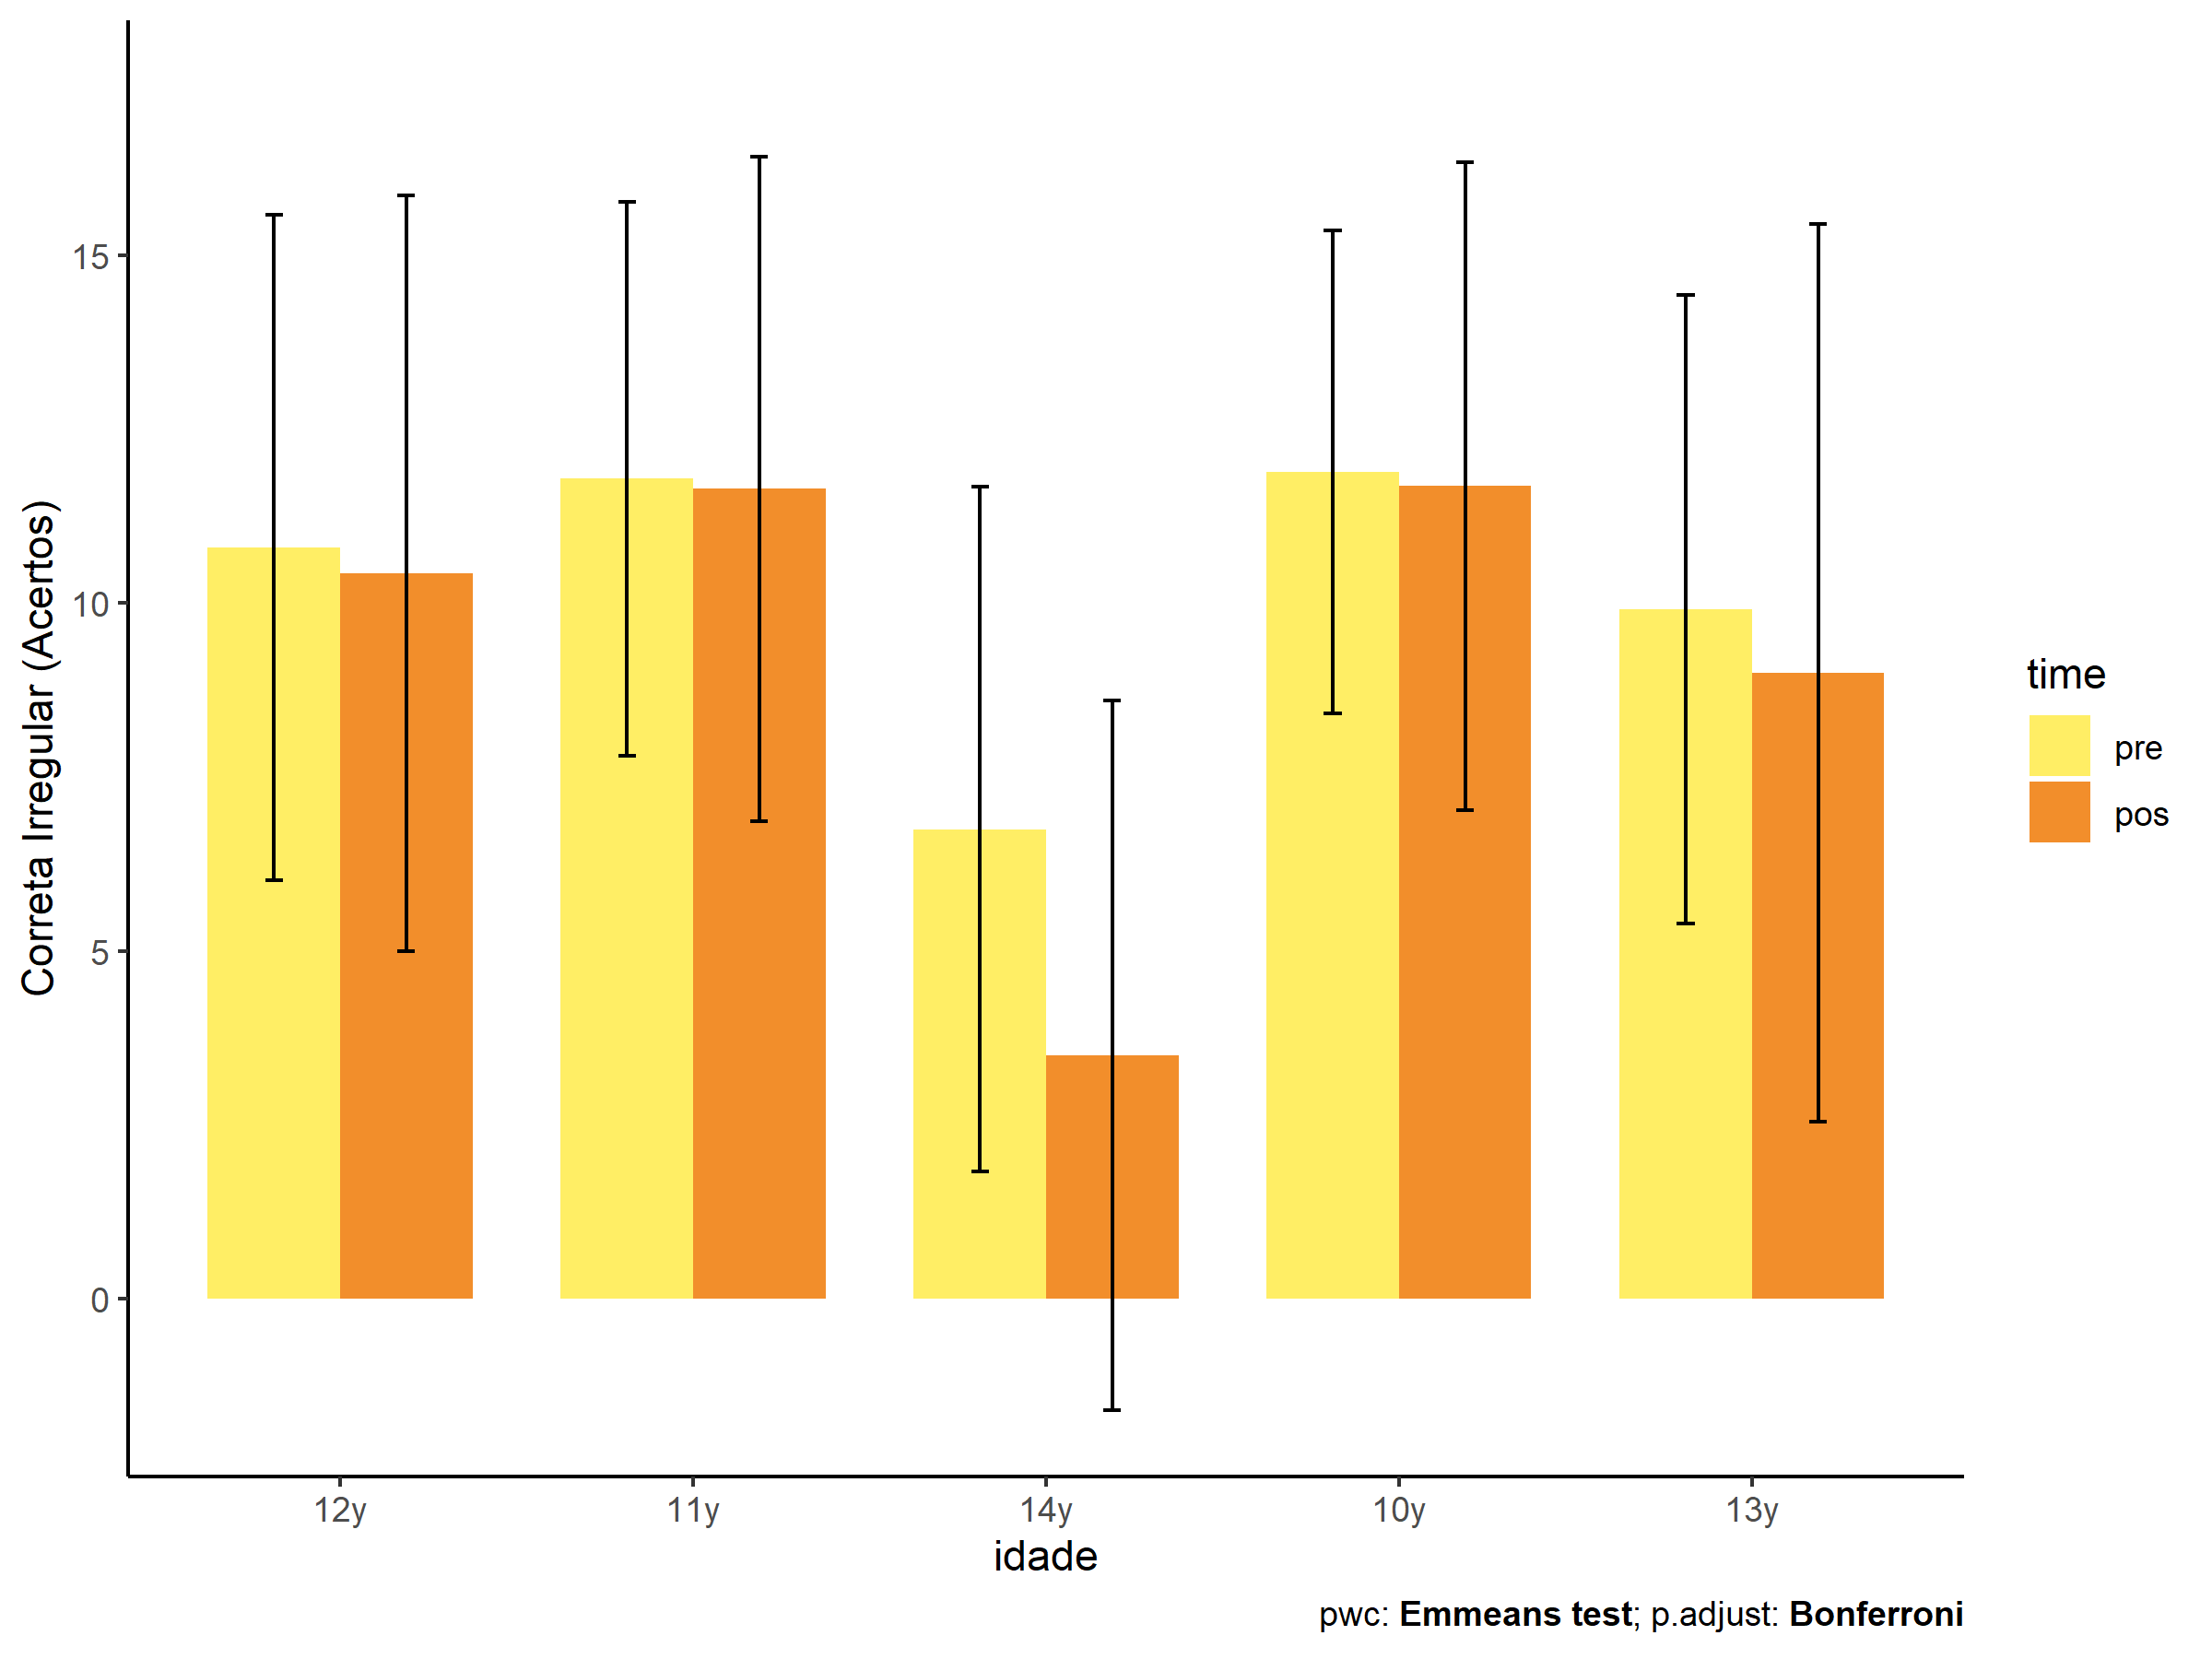 Correta Irregular (Acertos)
15
10
5
0
12y
11y
14y
10y
13y
idade
time
pre
pos
pwc: Emmeans test; p.adjust: Bonferroni